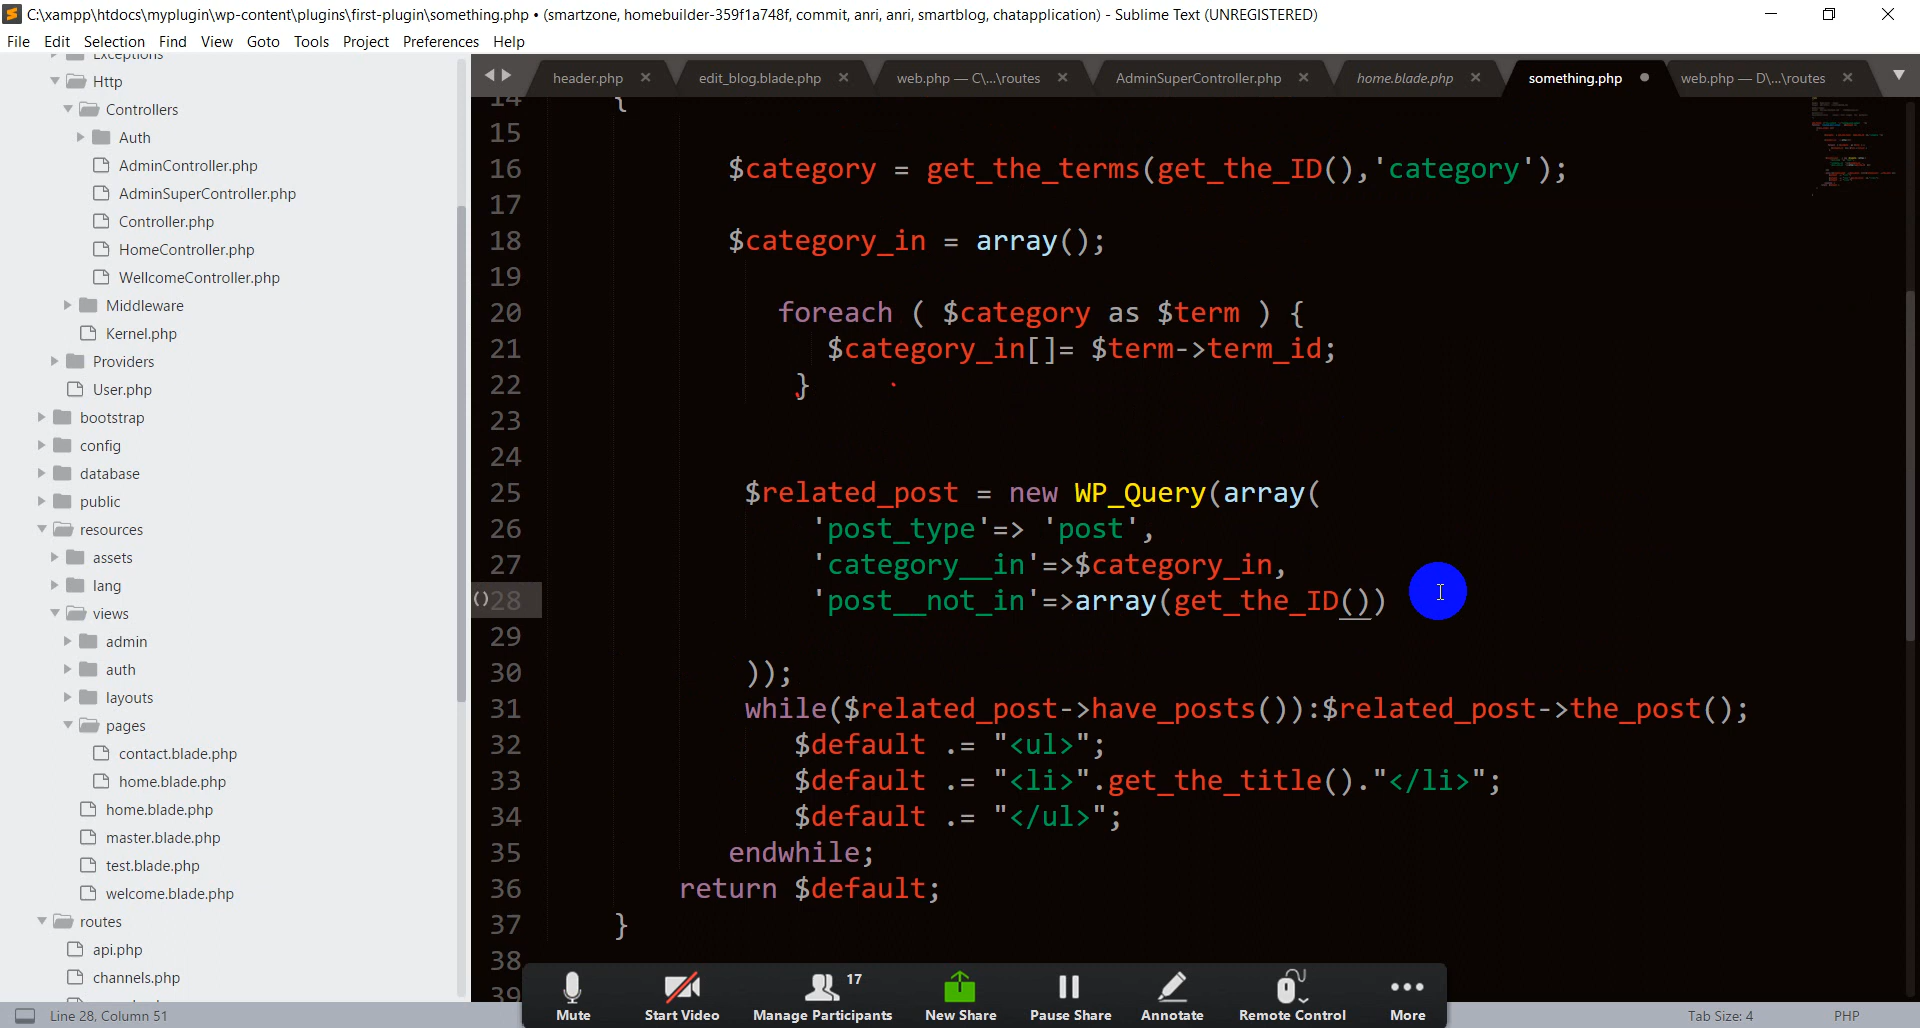 C:\xampp\htdocs\myplugin\wp-content\plugins\first-plugin\something.php • (smartzone, homebuilder-359f1a748f, commit, anri, anri, smartblog, chatapplication) - Sublime Text (UNREGISTERED)
File Edit Selection Find View Goto Tools Project Preferences Help
Exceptions
Http
Controllers
Auth
AdminController.php
AdminSuperController.php
Controller.php
HomeController.php
WellcomeController.php
Middleware
Kernel.php
Providers
User.php
bootstrap
config
database
public
resources
assets
lang
views
admin
auth
layouts
pages
contact.blade.php
home.blade.php
home.blade.php
master.blade.php
test.blade.php
welcome.blade.php
routes
api.php
channels.php
header.php edit_blog.blade.php web.php — C\...\routes AdminSuperController.php home.blade.php something.php web.php — D\...\routes
14 {
15
16 $category = get_the_terms(get_the_ID(),'category');
17
18 $category_in = array();
19
20 foreach ( $category as $term ) {
21 $category_in[]= $term->term_id;
22 }
23
24
25 $related_post = new WP_Query(array(
26 'post_type'=> 'post',
27 'category__in'=>$category_in,
28 'post__not_in'=>array(get_the_ID())
29
30 ));
31 while($related_post->have_posts()):$related_post->the_post();
32 $default .= "<ul>";
33 $default .= "<li>".get_the_title()."</li>";
34 $default .= "</ul>";
35 endwhile;
36 return $default;
37 }
38
39
Mute Start Video Manage Participants 17 New Share Pause Share Annotate Remote Control More
Line 28, Column 51 Tab Size: 4 PHP